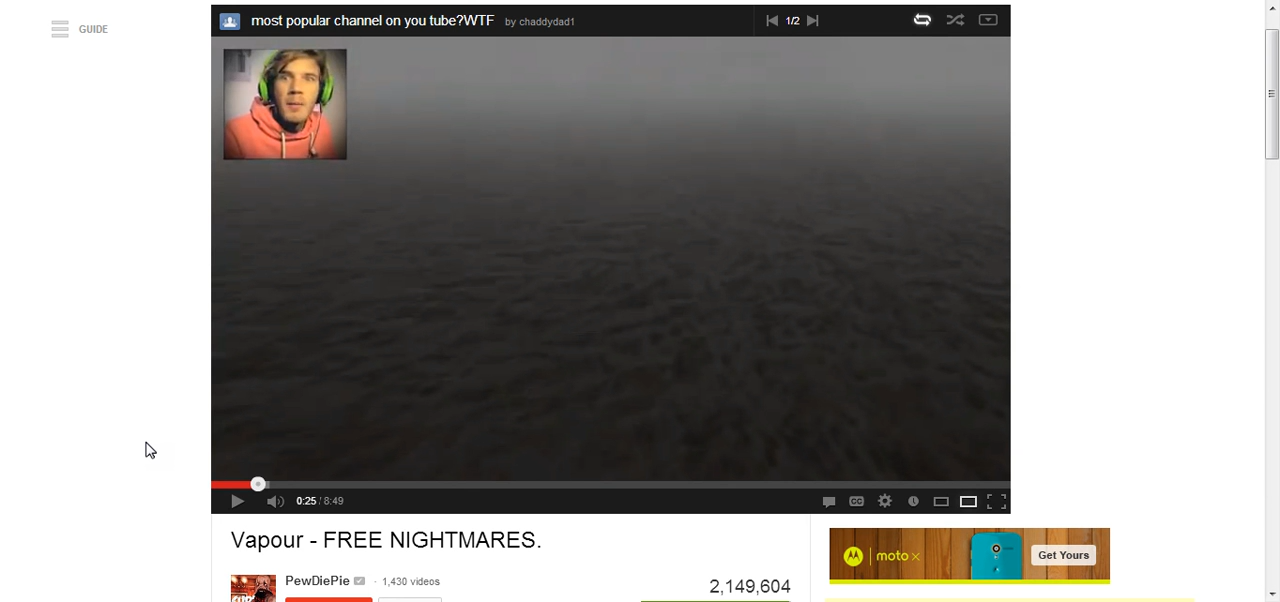 GUIDE
most popular channel on you tube?WTF by chaddydad1
1/2
0:25 / 8:49
CC
Vapour - FREE NIGHTMARES.
PewDiePie · 1,430 videos
2,149,604
moto x
Get Yours